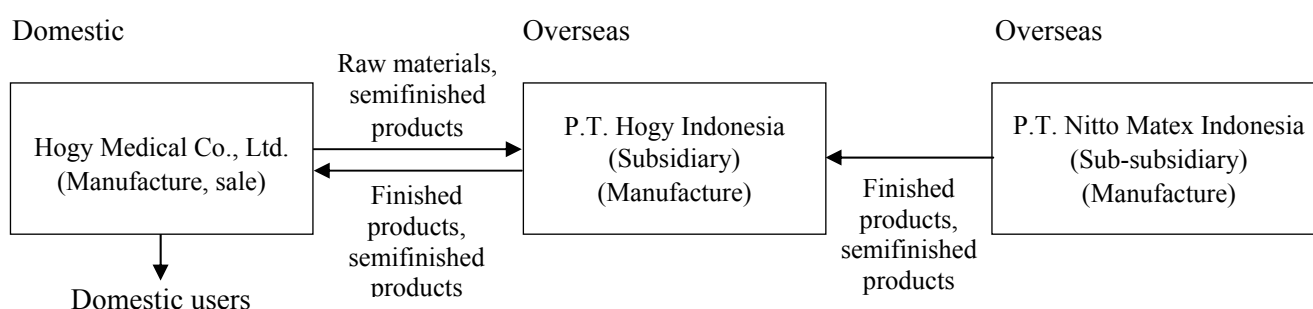 Domestic
Overseas
Overseas
Raw materials,
semifinished
products
Hogy Medical Co., Ltd.
(Manufacture, sale)
P.T. Hogy Indonesia
(Subsidiary)
(Manufacture)
P.T. Nitto Matex Indonesia
(Sub-subsidiary)
(Manufacture)
Finished
products,
semifinished
products
Finished
products,
semifinished
products
Domestic users